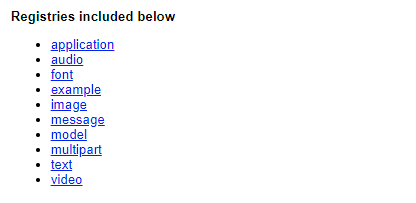 Registries included below
application
audio
font
example
image
message
model
multipart
text
video